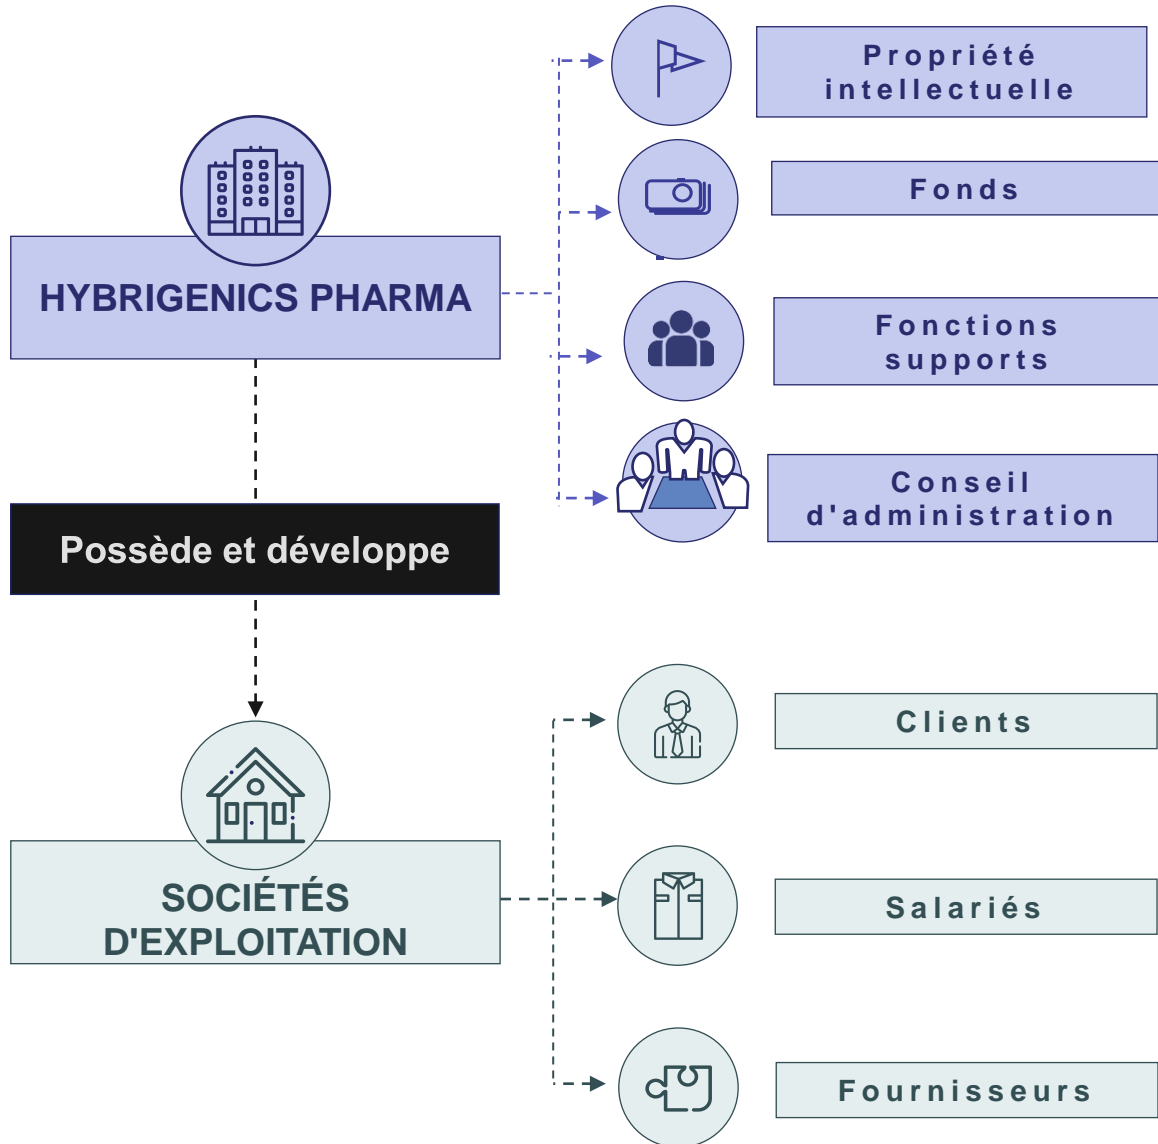 Propriété
intellectuelle
Fonds
HYBRIGENICS PHARMA
Fonctions
supports
Conseil
d'administration
Possède et développe
Clients
SOCIÉTÉS
D'EXPLOITATION
Salariés
Fournisseurs